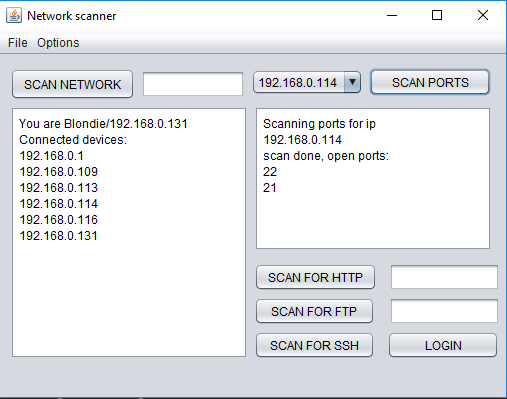 Network scanner
File Options
SCAN NETWORK 192.168.0.114 SCAN PORTS
You are Blondie/192.168.0.131
Connected devices:
192.168.0.1
192.168.0.109
192.168.0.113
192.168.0.114
192.168.0.116
192.168.0.131
Scanning ports for ip
192.168.0.114
scan done, open ports:
22
21
SCAN FOR HTTP
SCAN FOR FTP
SCAN FOR SSH LOGIN